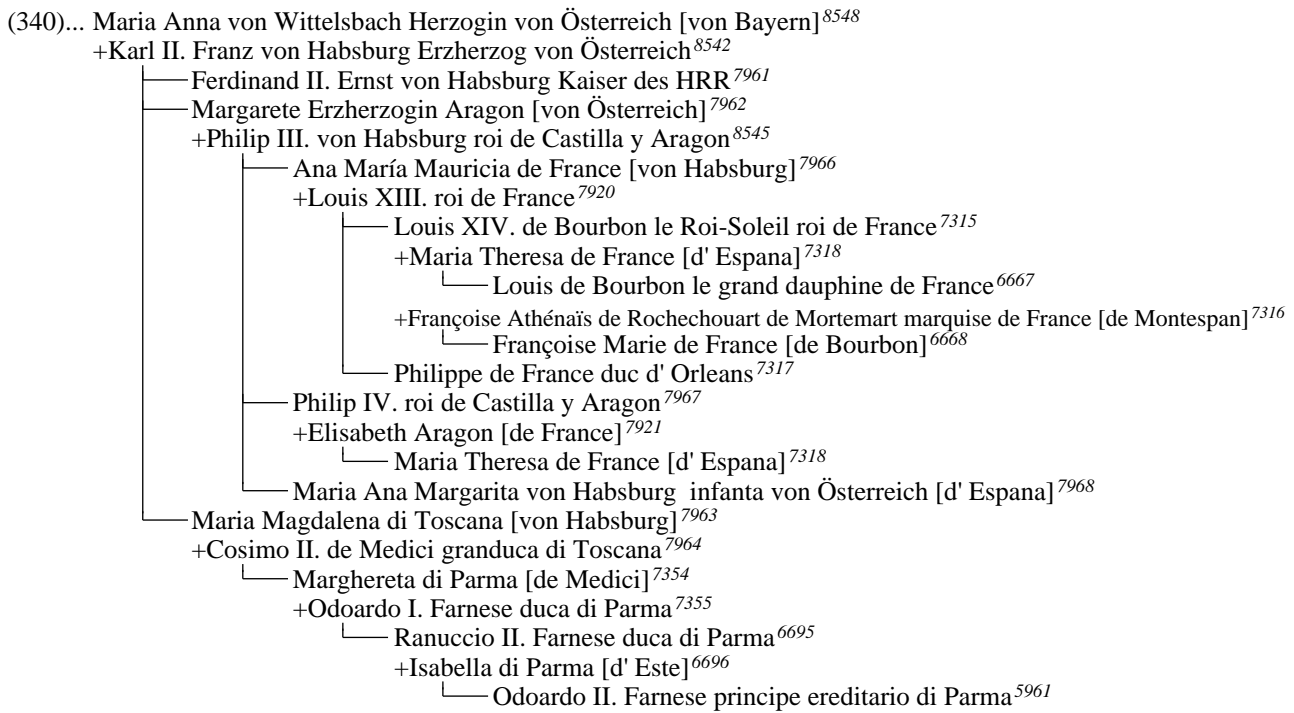 (340)... Maria Anna von Wittelsbach Herzogin von Österreich [von Bayern]8548
+Karl II. Franz von Habsburg Erzherzog von Österreich8542
Ferdinand II. Ernst von Habsburg Kaiser des HRR7961
Margarete Erzherzogin Aragon [von Österreich]7962
+Philip III. von Habsburg roi de Castilla y Aragon8545
Ana María Mauricia de France [von Habsburg]7966
+Louis XIII. roi de France7920
Louis XIV. de Bourbon le Roi-Soleil roi de France7315
+Maria Theresa de France [d' Espana]7318
Louis de Bourbon le grand dauphine de France6667
+Françoise Athénaïs de Rochechouart de Mortemart marquise de France [de Montespan]7316
Françoise Marie de France [de Bourbon]6668
Philippe de France duc d' Orleans7317
Philip IV. roi de Castilla y Aragon7967
+Elisabeth Aragon [de France]7921
Maria Theresa de France [d' Espana]7318
Maria Ana Margarita von Habsburg  infanta von Österreich [d' Espana]7968
Maria Magdalena di Toscana [von Habsburg]7963
+Cosimo II. de Medici granduca di Toscana7964
Marghereta di Parma [de Medici]7354
+Odoardo I. Farnese duca di Parma7355
Ranuccio II. Farnese duca di Parma6695
+Isabella di Parma [d' Este]6696
Odoardo II. Farnese principe ereditario di Parma5961